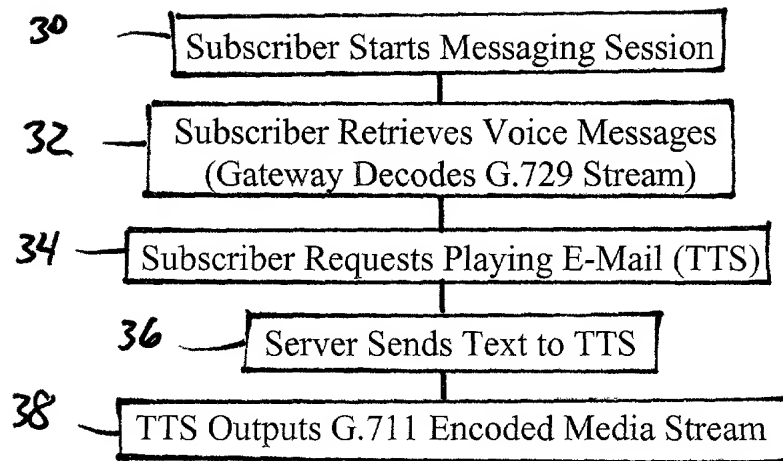 30 Subscriber Starts Messaging Session
32 Subscriber Retrieves Voice Messages
(Gateway Decodes G.729 Stream)
34 Subscriber Requests Playing E-Mail (TTS)
36 Server Sends Text to TTS
38 TTS Outputs G.711 Encoded Media Stream